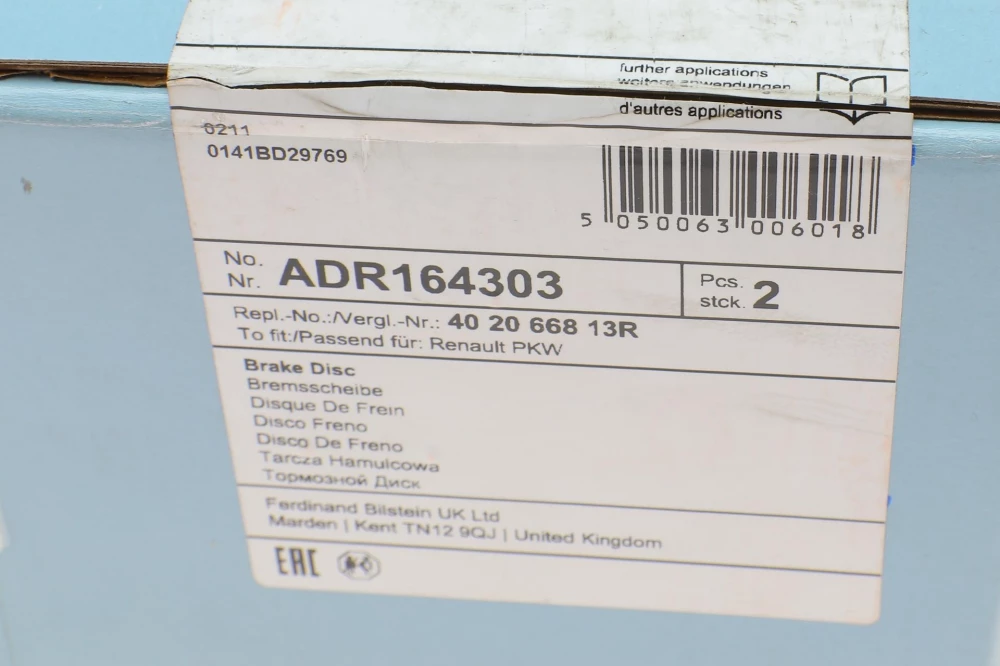 further applications
weitere anwendungen
d'autres applications
0211
0141BD29769
5 050063 006018
No.
Nr. ADR164303
Pcs.
stck. 2
Repl.-No.:/Vergl.-Nr.: 40 20 668 13R
To fit:/Passend für: Renault PKW
Brake Disc
Bremsscheibe
Disque De Frein
Disco Freno
Disco De Freno
Tarcza Hamulcowa
Тормозной Диск
Ferdinand Bilstein UK Ltd
Marden | Kent TN12 9QJ | United Kingdom
EAC